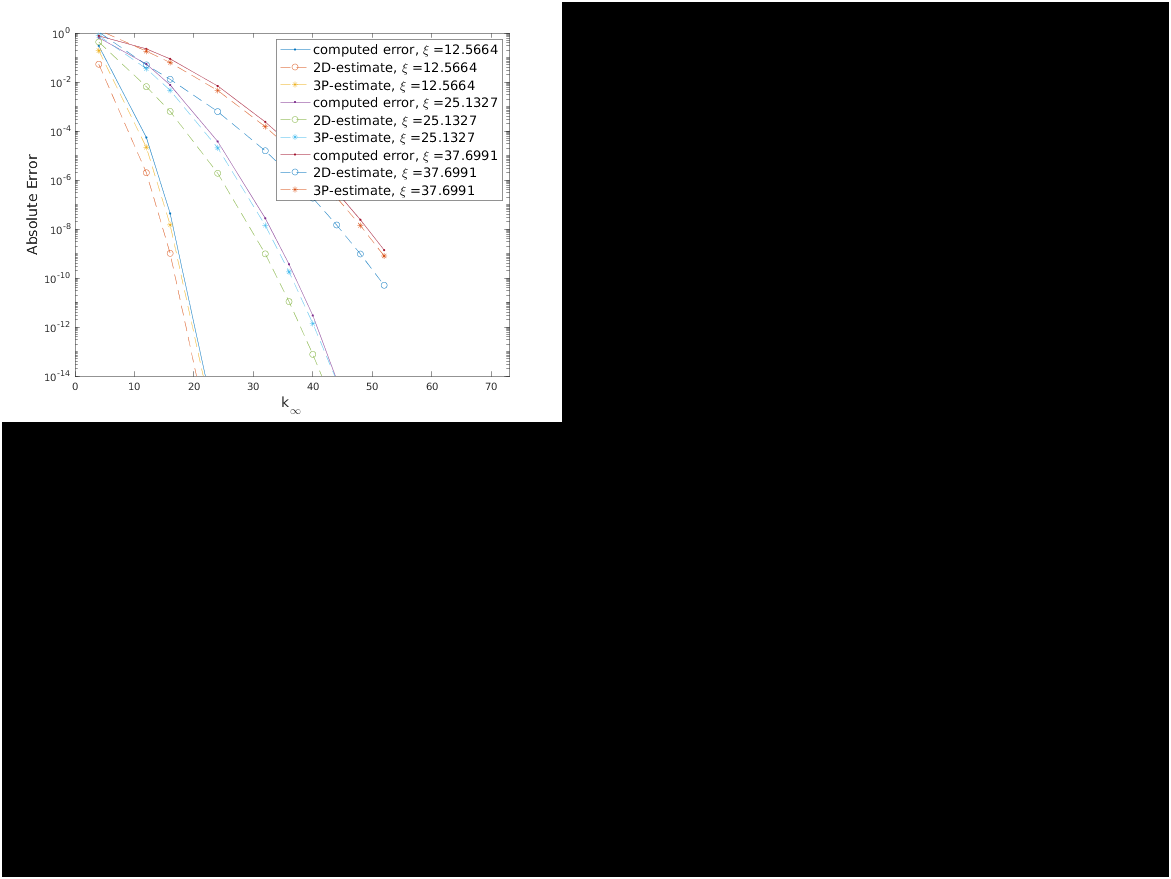 10^0
10^-2
10^-4
10^-6
10^-8
10^-10
10^-12
10^-14
Absolute Error
0 10 20 30 40 50 60 70
k_∞
computed error, ξ =12.5664
2D-estimate, ξ =12.5664
3P-estimate, ξ =12.5664
computed error, ξ =25.1327
2D-estimate, ξ =25.1327
3P-estimate, ξ =25.1327
computed error, ξ =37.6991
2D-estimate, ξ =37.6991
3P-estimate, ξ =37.6991